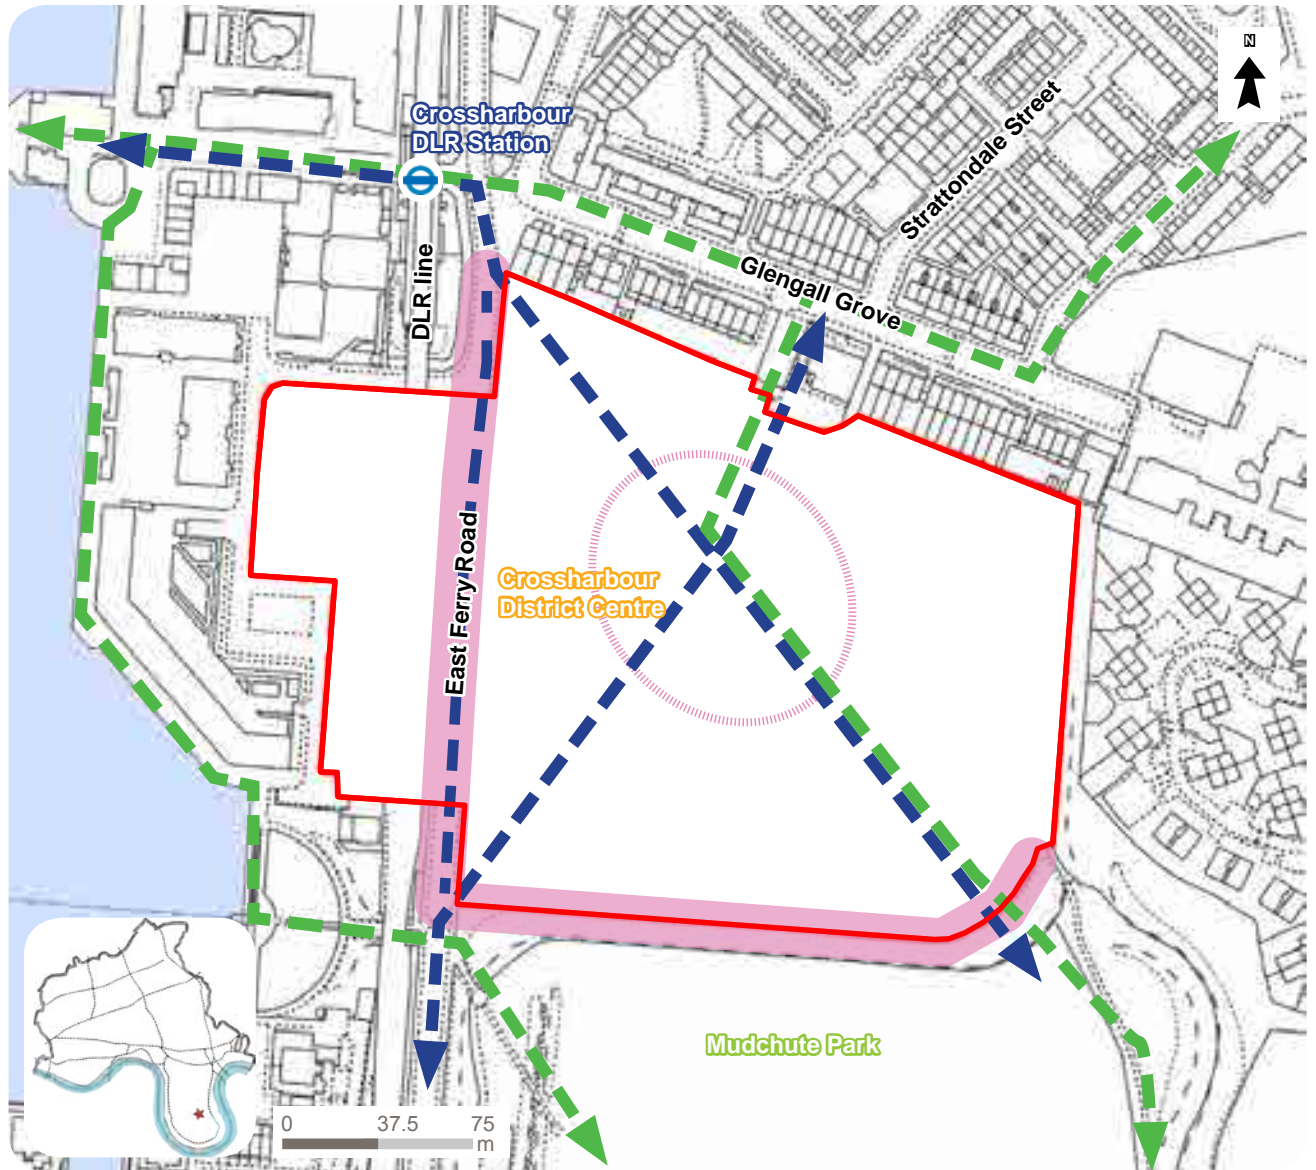 N
Crossharbour
DLR Station
Strattondale Street
Glengall Grove
DLR line
East Ferry Road
Crossharbour
District Centre
Mudchute Park
0 37.5 75
m